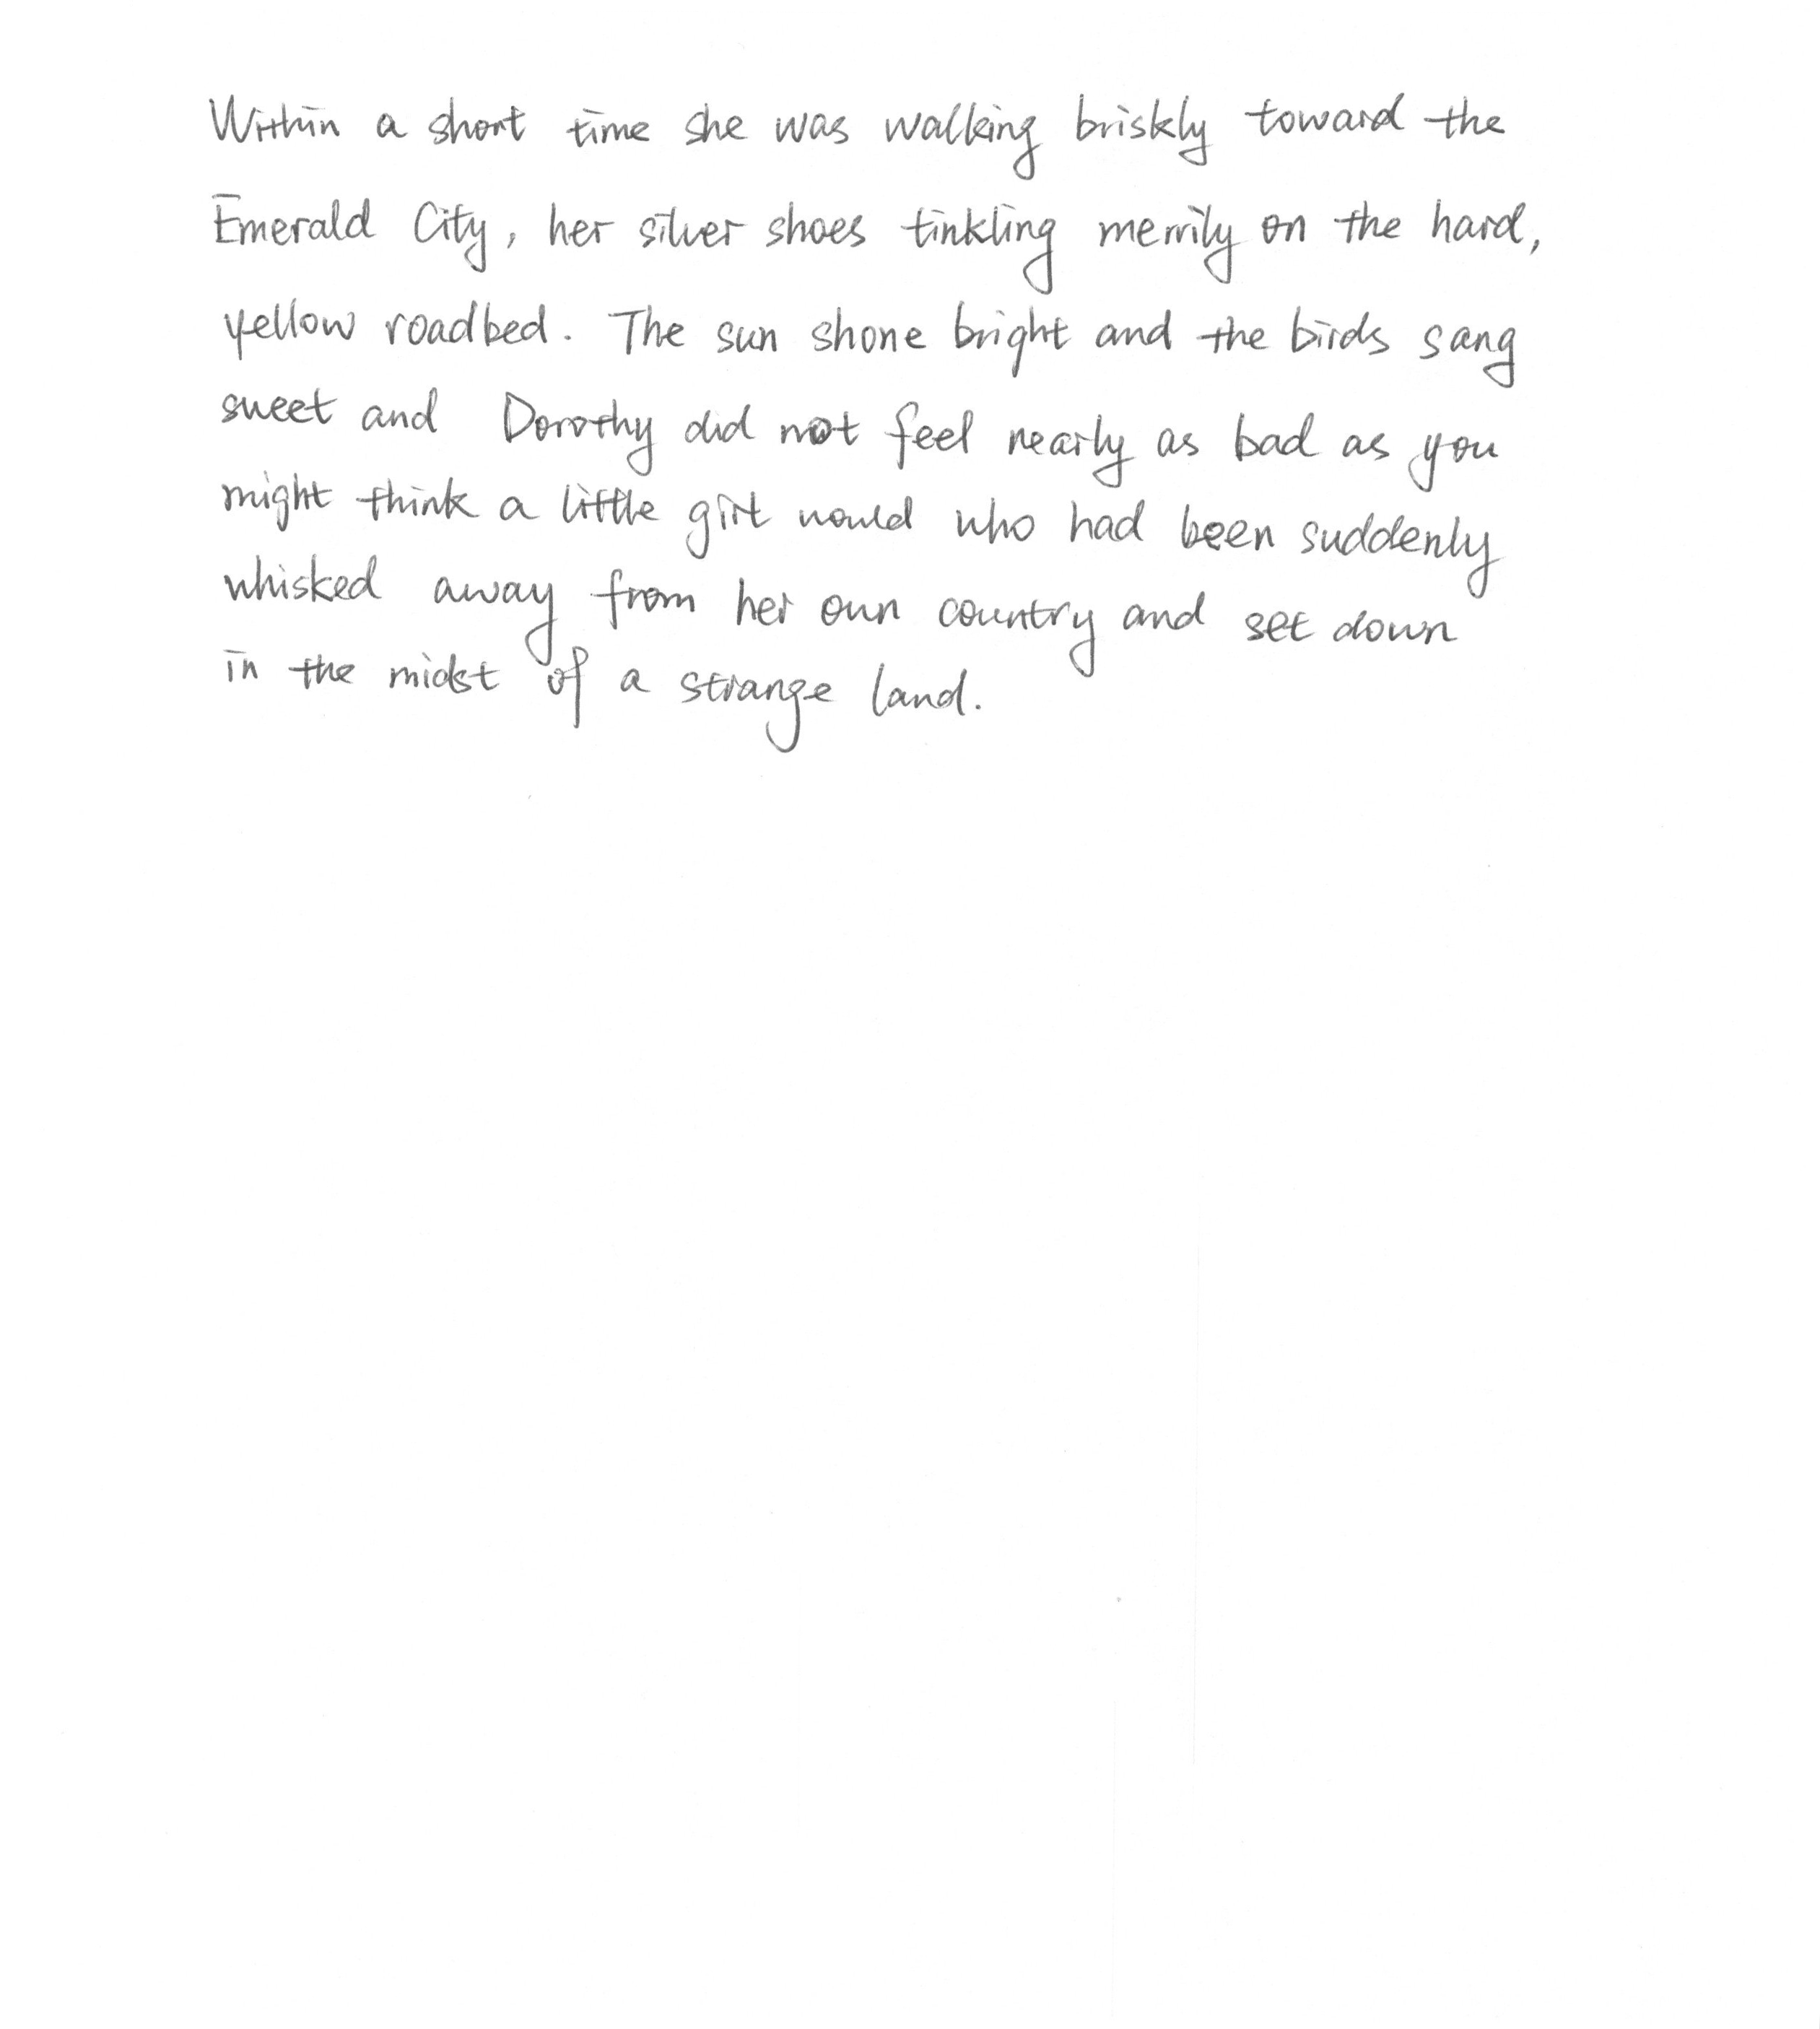 Within a short time she was walking briskly toward the
Emerald City, her silver shoes tinkling merrily on the hard,
yellow roadbed. The sun shone bright and the birds sang
sweet and Dorothy did not feel nearly as bad as you
might think a little girl would who had been suddenly
whisked away from her own country and set down
in the midst of a strange land.